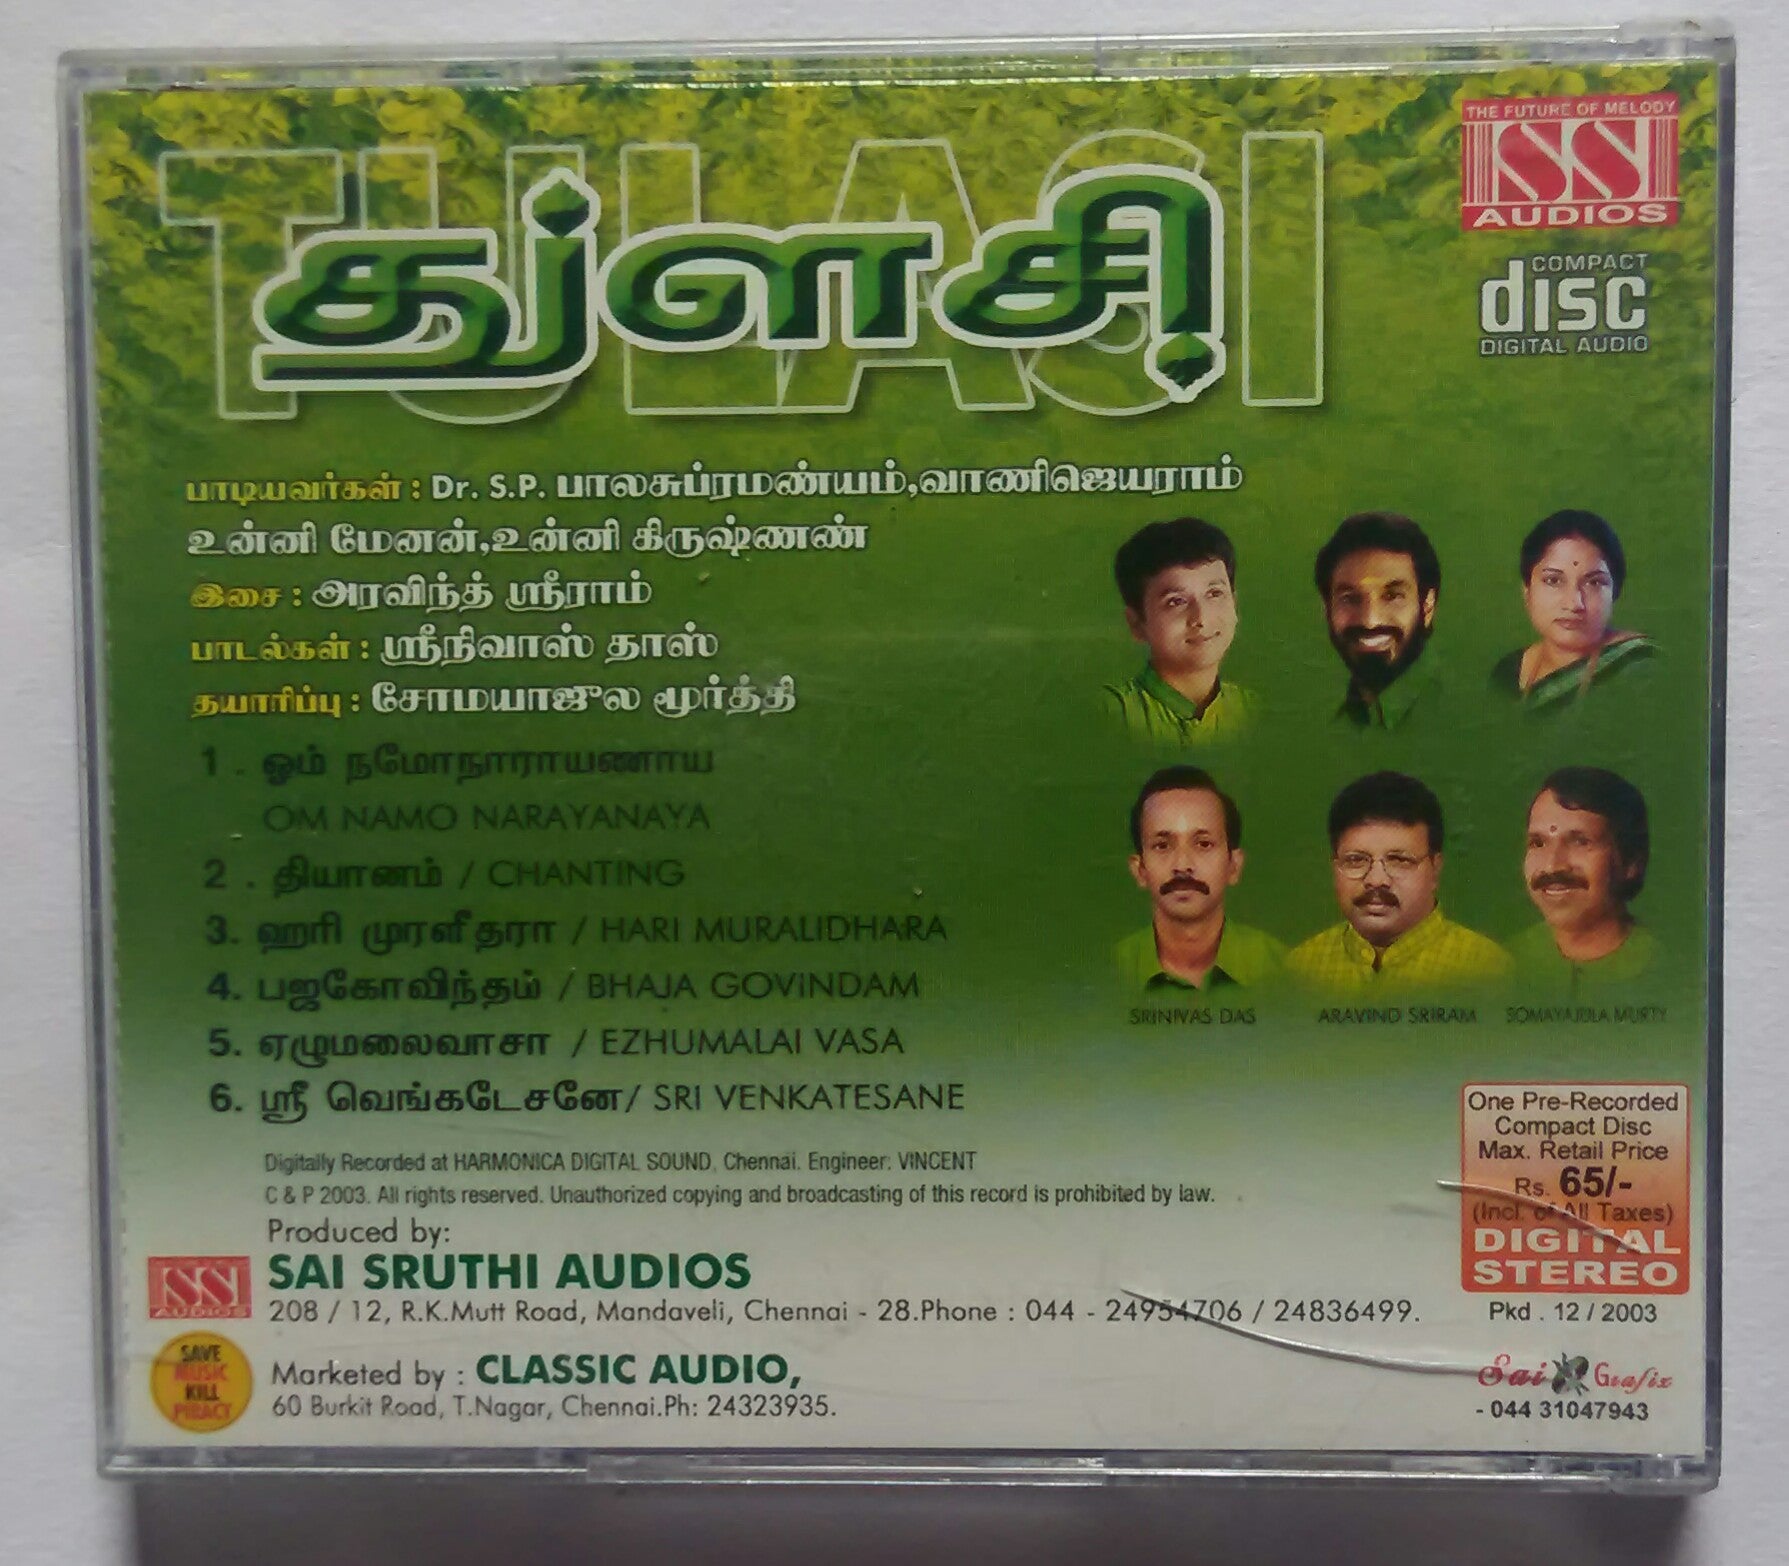 TULASI
துளசி
THE FUTURE OF MELODY
SS
AUDIOS
COMPACT
disc
DIGITAL AUDIO
பாடியவர்கள் : Dr. S.P. பாலசுப்ரமண்யம்,வாணிஜெயராம்
உன்னி மேனன்,உன்னி கிருஷ்ணண்
இசை : அரவிந்த் ஸ்ரீராம்
பாடல்கள் : ஸ்ரீநிவாஸ் தாஸ்
தயாரிப்பு : சோமயாஜுல மூர்த்தி
1 . ஓம் நமோநாராயணாய
OM NAMO NARAYANAYA
2 . தியானம் / CHANTING
3. ஹரி முரளீதரா / HARI MURALIDHARA
4. பஜகோவிந்தம் / BHAJA GOVINDAM
5. ஏழுமலைவாசா / EZHUMALAI VASA
6. ஸ்ரீ வெங்கடேசனே/ SRI VENKATESANE
SRINIVAS DAS ARAVIND SRIRAM SOMAYAJULA MURTY
Digitally Recorded at HARMONICA DIGITAL SOUND, Chennai. Engineer: VINCENT
C & P 2003. All rights reserved. Unauthorized copying and broadcasting of this record is prohibited by law.
Produced by:
SS
AUDIOS
SAI SRUTHI AUDIOS
208 / 12, R.K.Mutt Road, Mandaveli, Chennai - 28.Phone : 044 - 24954706 / 24836499.
SAVE
MUSIC
KILL
PIRACY
Marketed by : CLASSIC AUDIO,
60 Burkit Road, T.Nagar, Chennai.Ph: 24323935.
One Pre-Recorded
Compact Disc
Max. Retail Price
Rs. 65/-
(Incl. of All Taxes)
DIGITAL
STEREO
Pkd . 12 / 2003
Sai Grafix
- 044 31047943